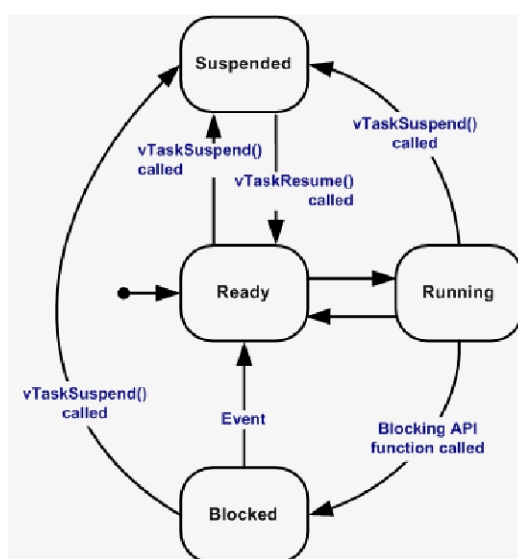 Suspended
vTaskSuspend()
called
vTaskSuspend()
called
vTaskResume()
called
Ready
Running
vTaskSuspend()
called
Event
Blocking API
function called
Blocked